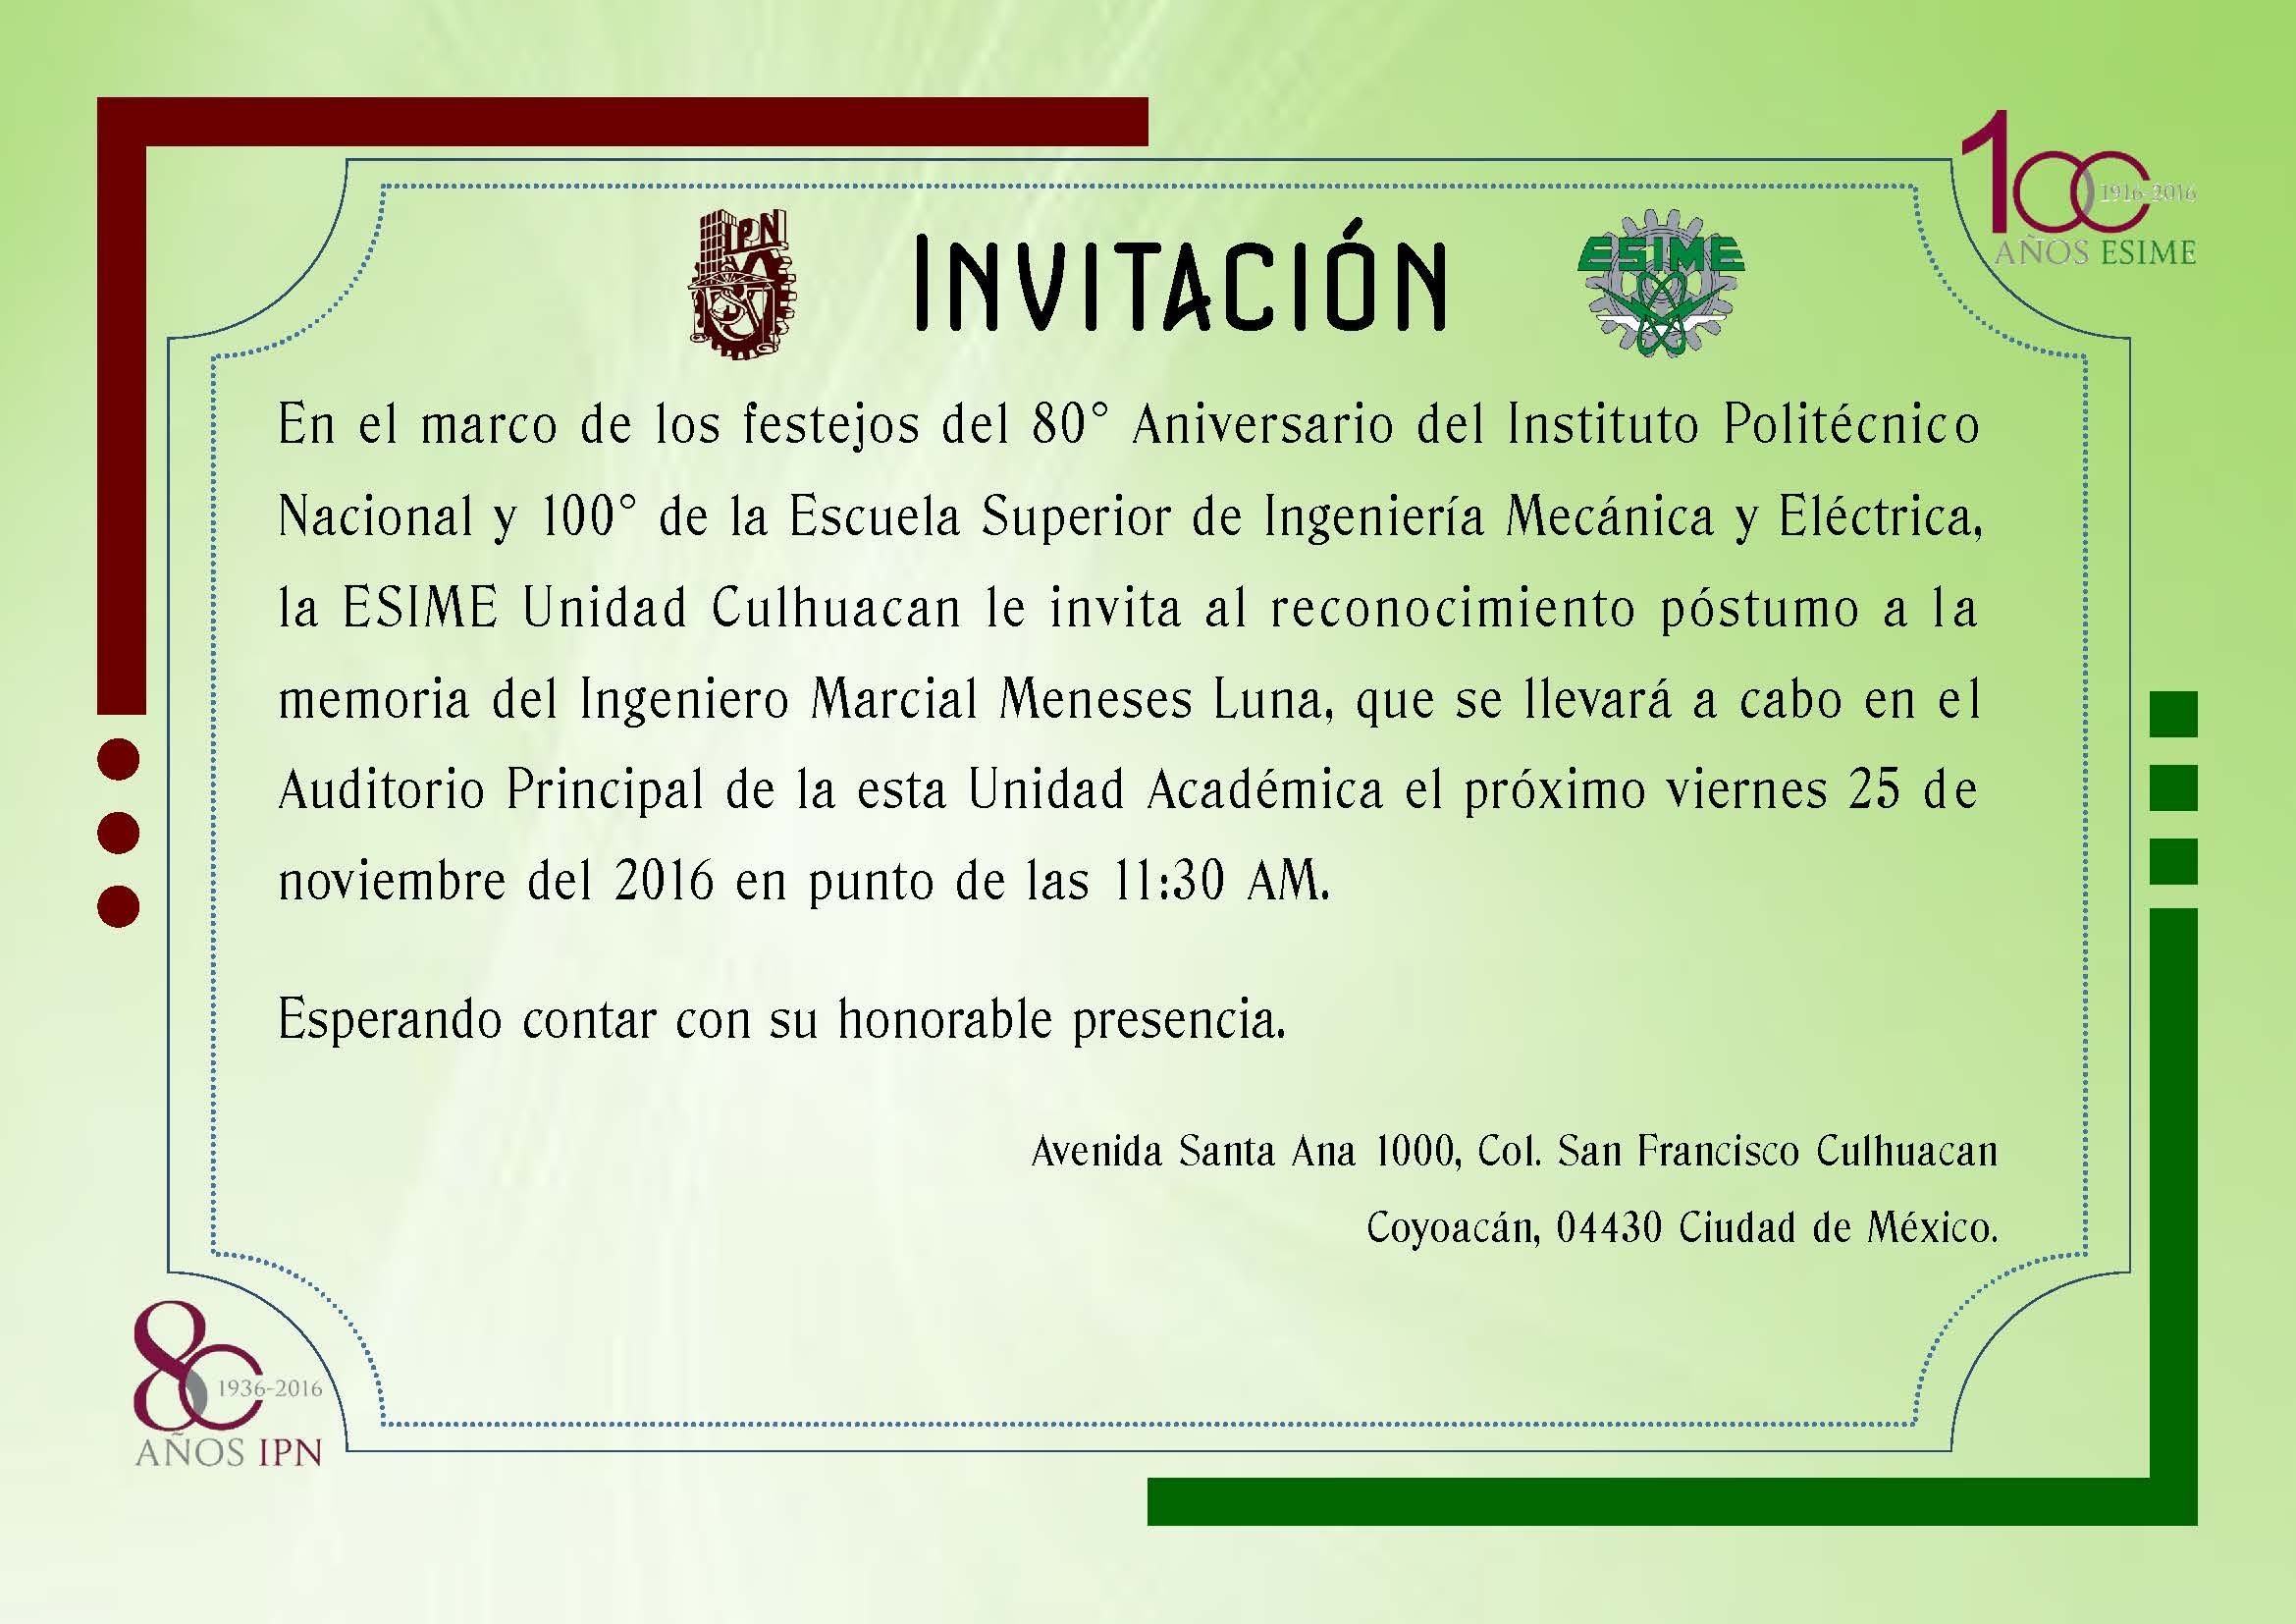 IPN
INVITACIÓN
ESIME
100
1916-2016
AÑOS ESIME
En el marco de los festejos del 80° Aniversario del Instituto Politécnico
Nacional y 100° de la Escuela Superior de Ingeniería Mecánica y Eléctrica,
la ESIME Unidad Culhuacan le invita al reconocimiento póstumo a la
memoria del Ingeniero Marcial Meneses Luna, que se llevará a cabo en el
Auditorio Principal de la esta Unidad Académica el próximo viernes 25 de
noviembre del 2016 en punto de las 11:30 AM.
Esperando contar con su honorable presencia.
Avenida Santa Ana 1000, Col. San Francisco Culhuacan
Coyoacán, 04430 Ciudad de México.
80
1936-2016
AÑOS IPN